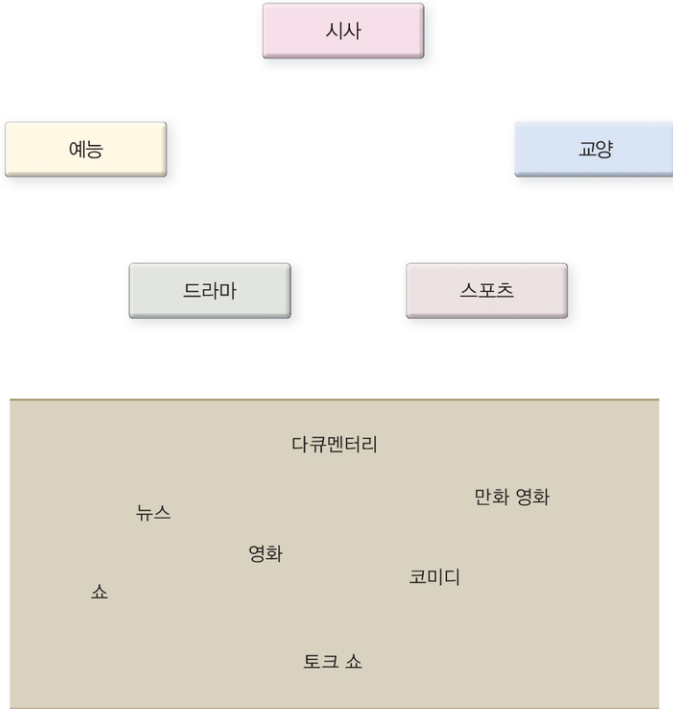 시사
예능
교양
드라마
스포츠
다큐멘터리
만화 영화
뉴스
영화
코미디
쇼
토크 쇼